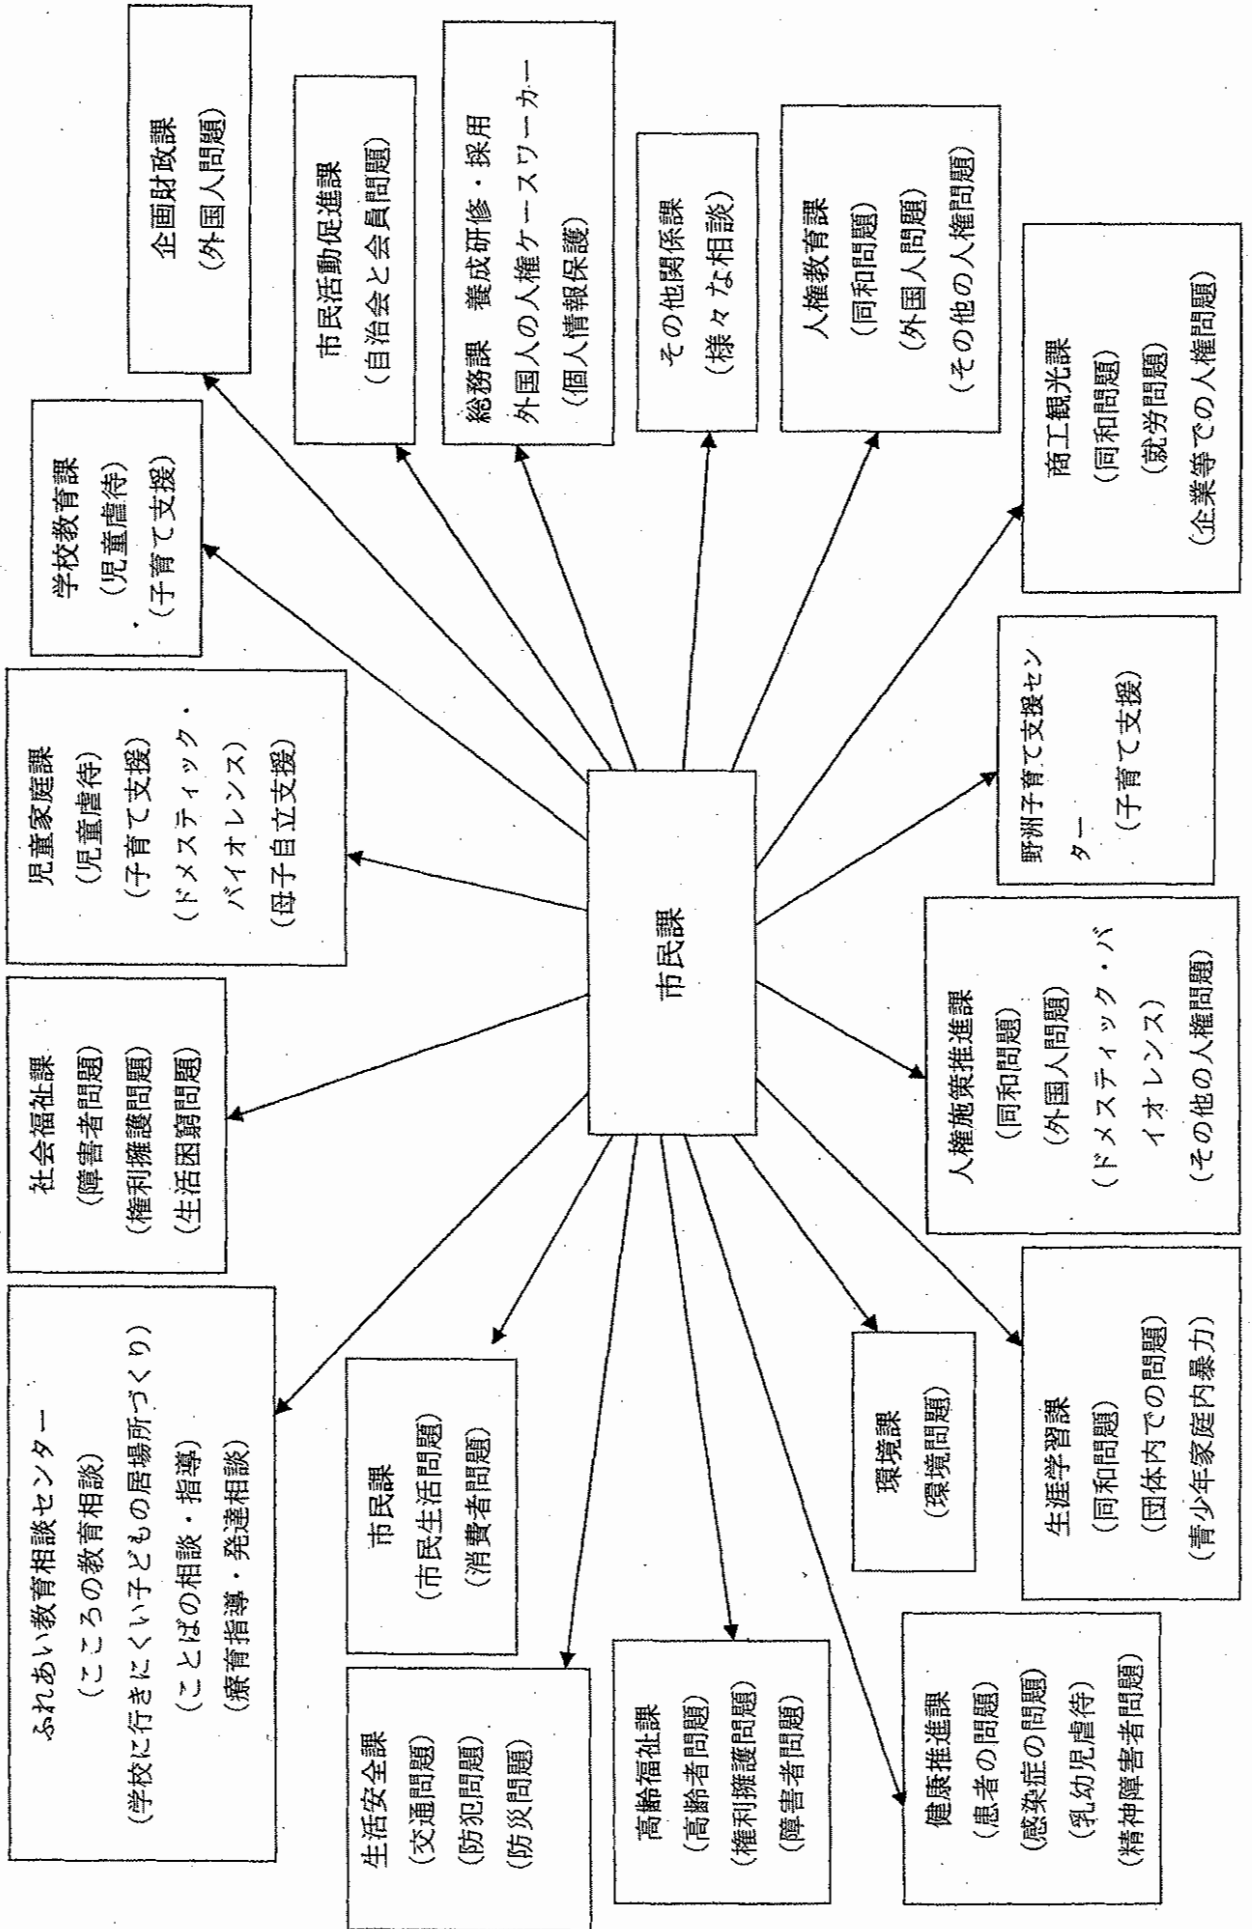 ふれあい教育相談センター
(こころの教育相談)
(学校に行きにくい子どもの居場所づくり)
(ことばの相談・指導)
(療育指導・発達相談)
社会福祉課
(障害者問題)
(権利擁護問題)
(生活困窮問題)
児童家庭課
(児童虐待)
(子育て支援)
(ドメスティック・
バイオレンス)
(母子自立支援)
学校教育課
(児童虐待)
(子育て支援)
企画財政課
(外国人問題)
市民活動促進課
(自治会と会員問題)
総務課 養成研修・採用
外国人の人権ケースワーカー
(個人情報保護)
その他関係課
(様々な相談)
人権教育課
(同和問題)
(外国人問題)
(その他の人権問題)
商工観光課
(同和問題)
(就労問題)
(企業等での人権問題)
市民課
生活安全課
(交通問題)
(防犯問題)
(防災問題)
市民課
(市民生活問題)
(消費者問題)
高齢福祉課
(高齢者問題)
(権利擁護問題)
(障害者問題)
健康推進課
(患者の問題)
(感染症の問題)
(乳幼児虐待)
(精神障害者問題)
環境課
(環境問題)
生涯学習課
(同和問題)
(団体内での問題)
(青少年家庭内暴力)
人権施策推進課
(同和問題)
(外国人問題)
(ドメスティック・バ
イオレンス)
(その他の人権問題)
野洲子育て支援セン
ター
(子育て支援)